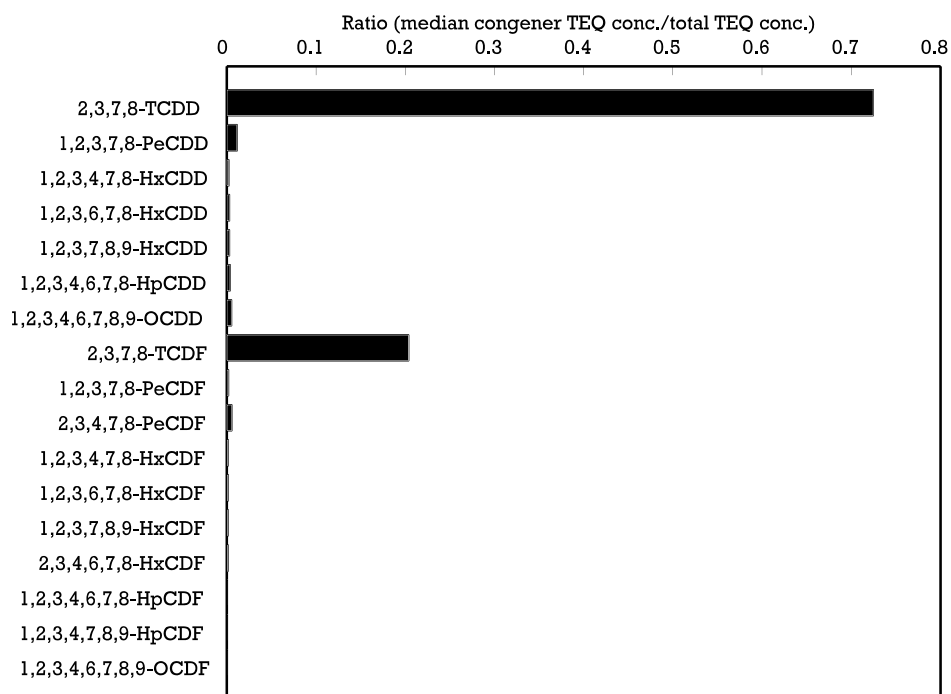 Ratio (median congener TEQ conc./total TEQ conc.)
0 0.1 0.2 0.3 0.4 0.5 0.6 0.7 0.8
2,3,7,8-TCDD
1,2,3,7,8-PeCDD
1,2,3,4,7,8-HxCDD
1,2,3,6,7,8-HxCDD
1,2,3,7,8,9-HxCDD
1,2,3,4,6,7,8-HpCDD
1,2,3,4,6,7,8,9-OCDD
2,3,7,8-TCDF
1,2,3,7,8-PeCDF
2,3,4,7,8-PeCDF
1,2,3,4,7,8-HxCDF
1,2,3,6,7,8-HxCDF
1,2,3,7,8,9-HxCDF
2,3,4,6,7,8-HxCDF
1,2,3,4,6,7,8-HpCDF
1,2,3,4,7,8,9-HpCDF
1,2,3,4,6,7,8,9-OCDF